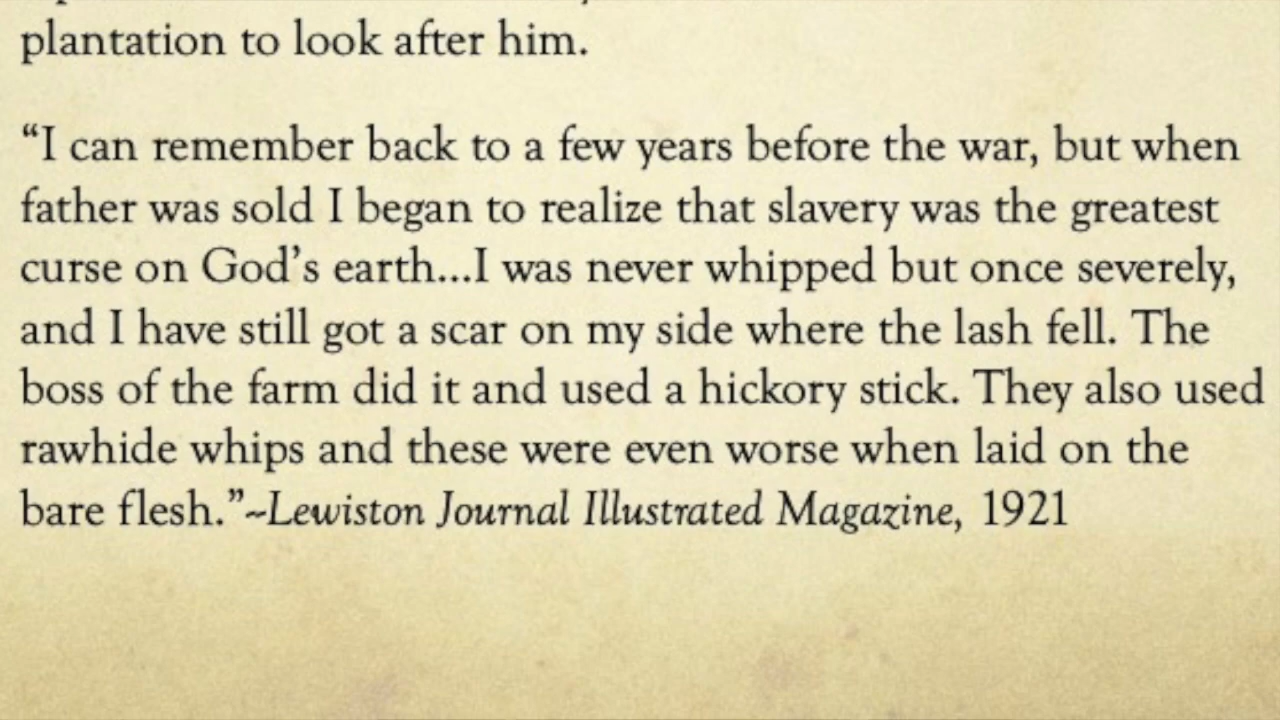 plantation to look after him.
“I can remember back to a few years before the war, but when
father was sold I began to realize that slavery was the greatest
curse on God’s earth...I was never whipped but once severely,
and I have still got a scar on my side where the lash fell. The
boss of the farm did it and used a hickory stick. They also used
rawhide whips and these were even worse when laid on the
bare flesh.”~Lewiston Journal Illustrated Magazine, 1921